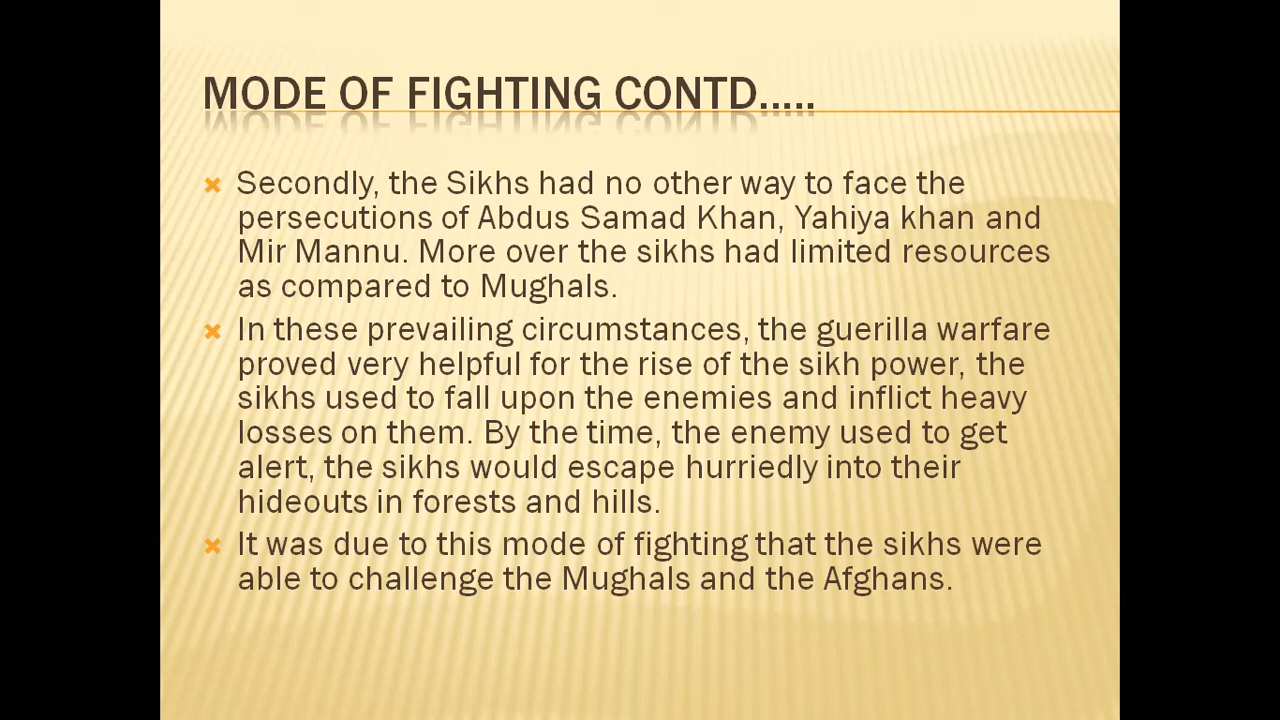 MODE OF FIGHTING CONTD.....
Secondly, the Sikhs had no other way to face the
persecutions of Abdus Samad Khan, Yahiya khan and
Mir Mannu. More over the sikhs had limited resources
as compared to Mughals.
In these prevailing circumstances, the guerilla warfare
proved very helpful for the rise of the sikh power, the
sikhs used to fall upon the enemies and inflict heavy
losses on them. By the time, the enemy used to get
alert, the sikhs would escape hurriedly into their
hideouts in forests and hills.
It was due to this mode of fighting that the sikhs were
able to challenge the Mughals and the Afghans.